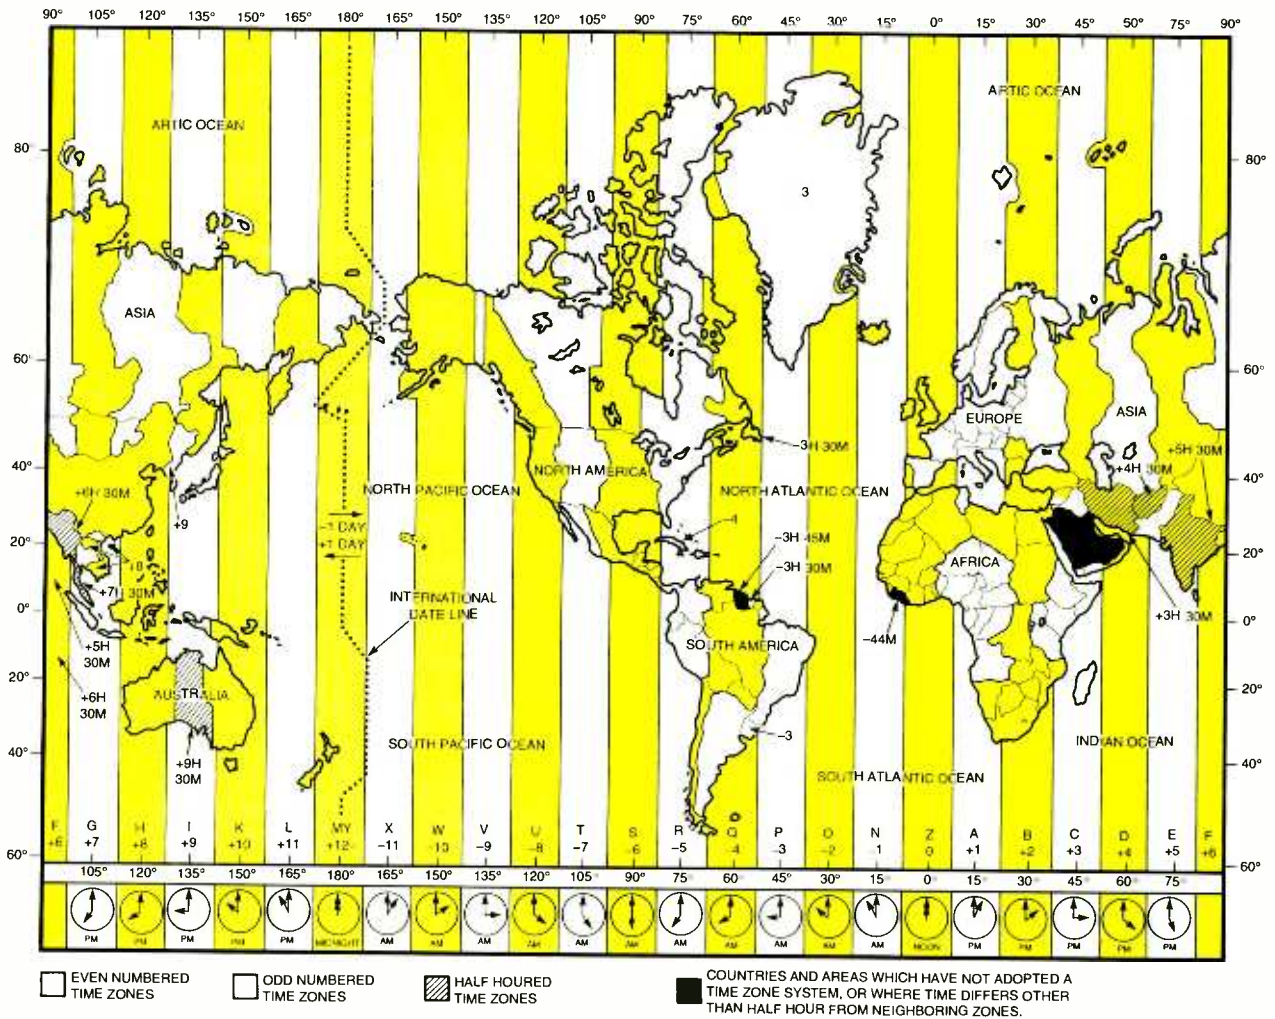 90° 105° 120° 135° 150° 165° 180° 165° 150° 135° 120° 105° 90° 75° 60° 45° 30° 15° 0° 15° 30° 45° 60° 75° 90°
ARTIC OCEAN
ARTIC OCEAN
80°
80°
3
ASIA
60°
60°
EUROPE
ASIA
-3H 30M
+5H 30M
+4H 30M
40°
40°
NORTH AMERICA
+6H 30M
NORTH PACIFIC OCEAN
NORTH ATLANTIC OCEAN
+9
-1 DAY
+1 DAY
-4
-3H 45M
20°
20°
+8
AFRICA
-3H 30M
+7H 30M
INTERNATIONAL
DATE LINE
0°
0°
+3H 30M
-44M
+5H
30M
SOUTH AMERICA
20°
20°
+6H
30M
AUSTRALIA
-3
40°
40°
SOUTH PACIFIC OCEAN
INDIAN OCEAN
+9H
30M
SOUTH ATLANTIC OCEAN
F G H I K L MY X W V U T S R Q P O N Z A B C D E F
+6 +7 +8 +9 +10 +11 +12- -11 -10 -9 -8 -7 -6 -5 -4 -3 -2 -1 0 +1 +2 +3 +4 +5 +6
60°
60°
105° 120° 135° 150° 165° 180° 165° 150° 135° 120° 105° 90° 75° 60° 45° 30° 15° 0° 15° 30° 45° 60° 75°
PM PM PM PM PM MIDNIGHT AM AM AM AM AM AM AM AM AM AM AM NOON PM PM PM PM PM
EVEN NUMBERED
TIME ZONES
ODD NUMBERED
TIME ZONES
HALF HOURED
TIME ZONES
COUNTRIES AND AREAS WHICH HAVE NOT ADOPTED A
TIME ZONE SYSTEM, OR WHERE TIME DIFFERS OTHER
THAN HALF HOUR FROM NEIGHBORING ZONES.